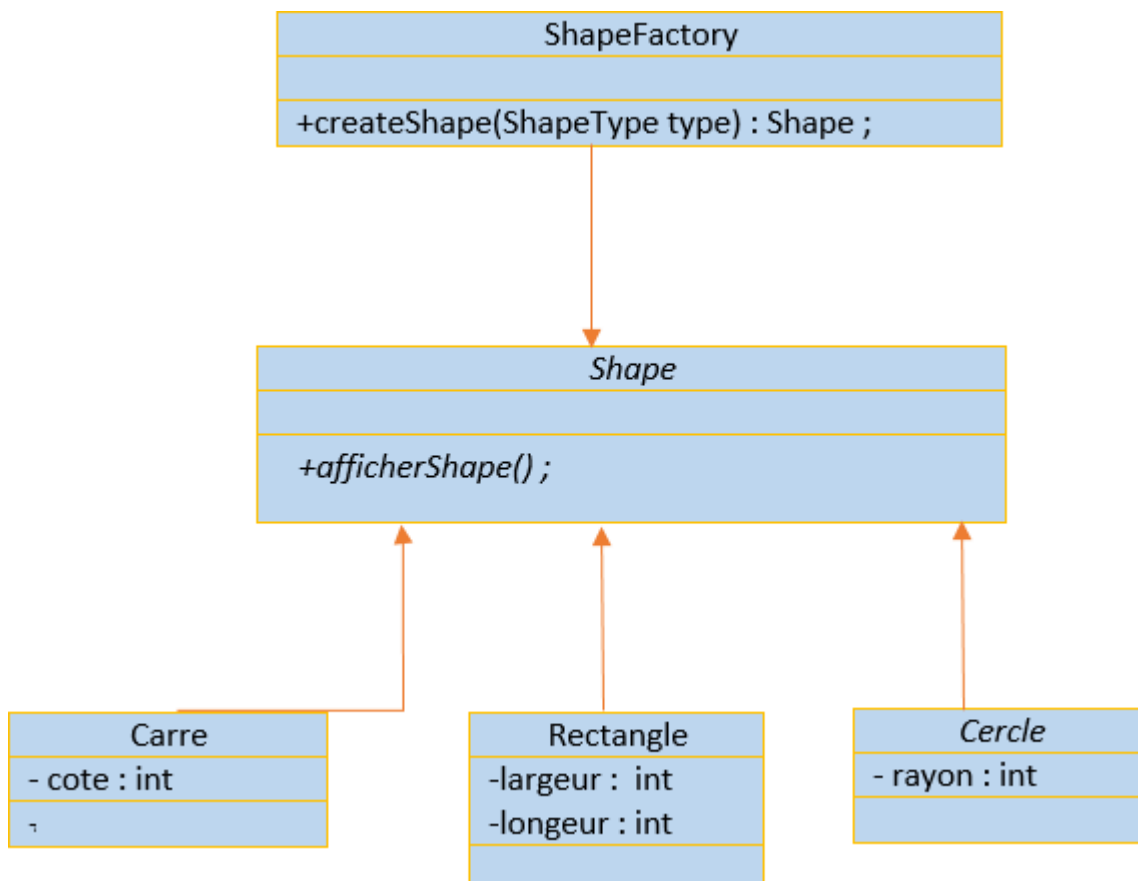 ShapeFactory
+createShape(ShapeType type) : Shape ;
Shape
+afficherShape() ;
Carre
- cote : int
-
Rectangle
-largeur : int
-longeur : int
Cercle
- rayon : int